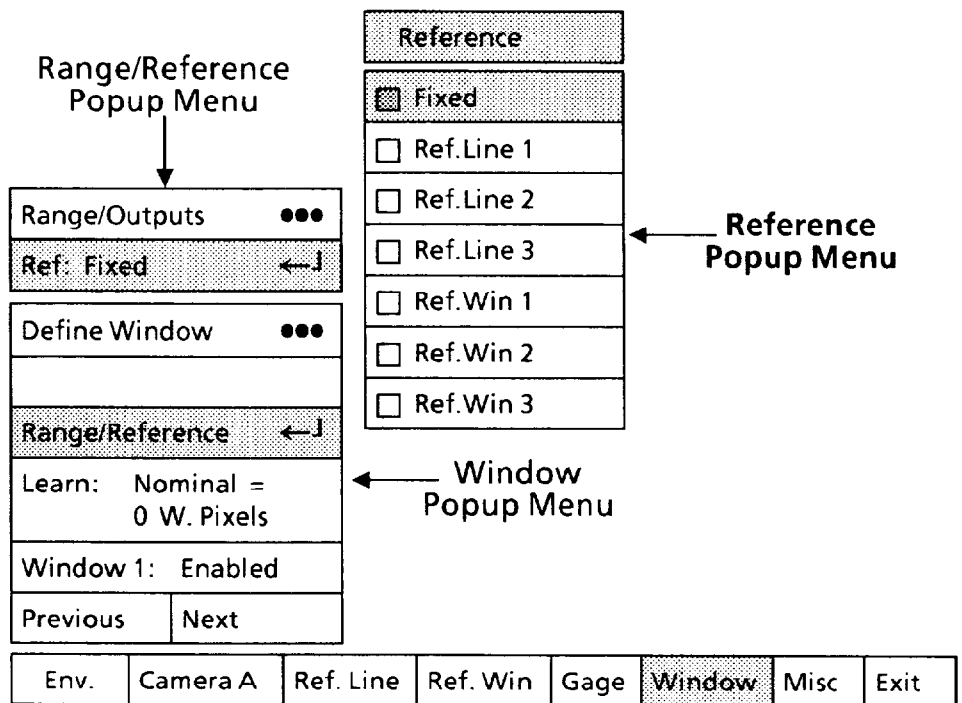 Range/Reference
Popup Menu
Range/Outputs ●●●
Ref: Fixed ←┘
Define Window ●●●
Range/Reference ←┘
Learn: Nominal =
0 W. Pixels
Window 1: Enabled
Previous Next
Reference
Fixed
Ref.Line 1
Ref.Line 2
Ref.Line 3
Ref.Win 1
Ref.Win 2
Ref.Win 3
Reference
Popup Menu
Window
Popup Menu
Env. Camera A Ref. Line Ref. Win Gage Window Misc Exit